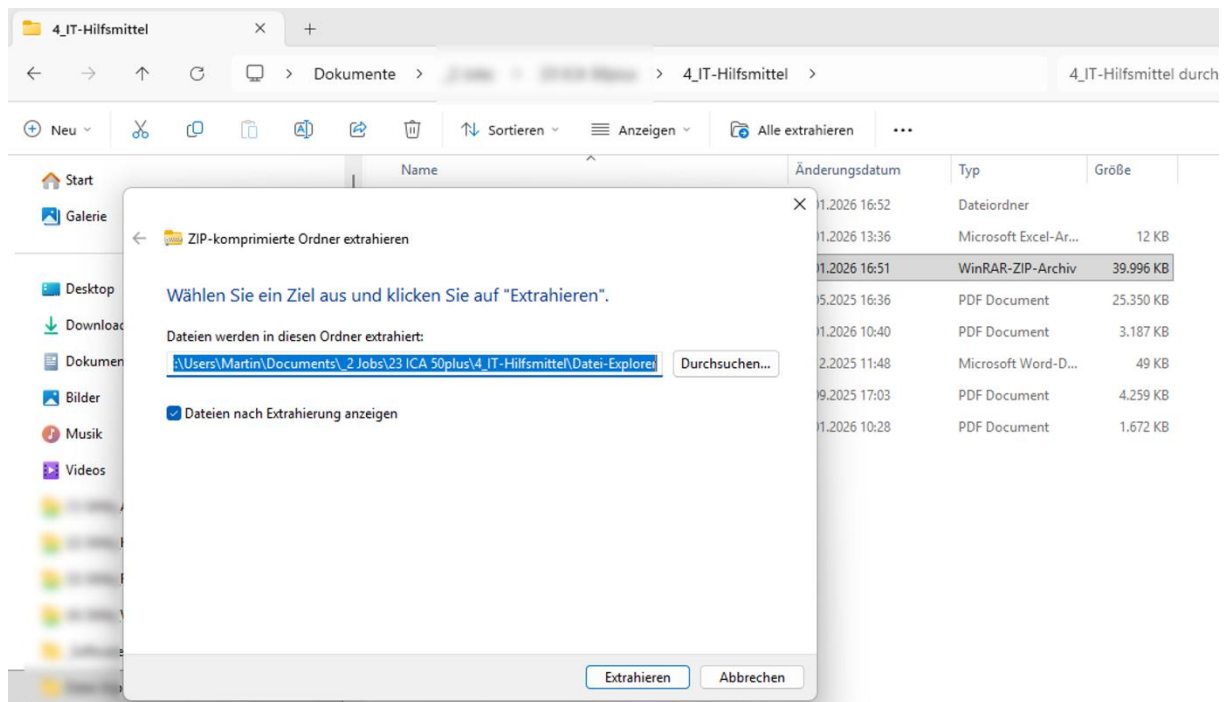 4_IT-Hilfsmittel
Dokumente > > 4_IT-Hilfsmittel >
4_IT-Hilfsmittel durch
Neu
Sortieren
Anzeigen
Alle extrahieren
Name
Änderungsdatum
Typ
Größe
Start
Galerie
Desktop
Downloa
Dokumen
Bilder
Musik
Videos
ZIP-komprimierte Ordner extrahieren
Wählen Sie ein Ziel aus und klicken Sie auf "Extrahieren".
Dateien werden in diesen Ordner extrahiert:
:\Users\Martin\Documents\_2 Jobs\23 ICA 50plus\4_IT-Hilfsmittel\Datei-Explorer
Durchsuchen...
Dateien nach Extrahierung anzeigen
Extrahieren
Abbrechen
01.2026 16:52 Dateiordner
01.2026 13:36 Microsoft Excel-Ar... 12 KB
01.2026 16:51 WinRAR-ZIP-Archiv 39.996 KB
05.2025 16:36 PDF Document 25.350 KB
01.2026 10:40 PDF Document 3.187 KB
2.2025 11:48 Microsoft Word-D... 49 KB
09.2025 17:03 PDF Document 4.259 KB
01.2026 10:28 PDF Document 1.672 KB